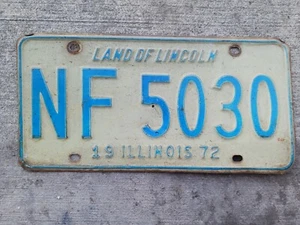 LAND OF LINCOLN
NF 5030
19 ILLINOIS 72